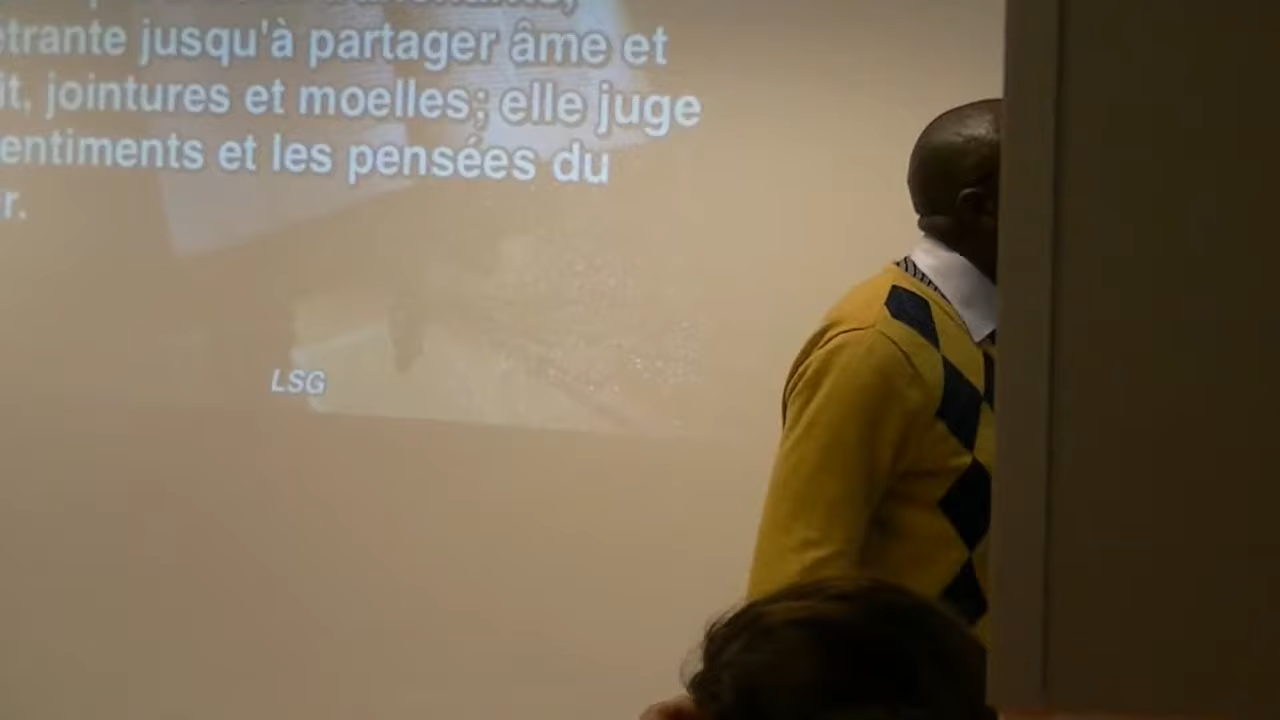 trante jusqu'à partager âme et
it, jointures et moelles; elle juge
entiments et les pensées du
r.
LSG